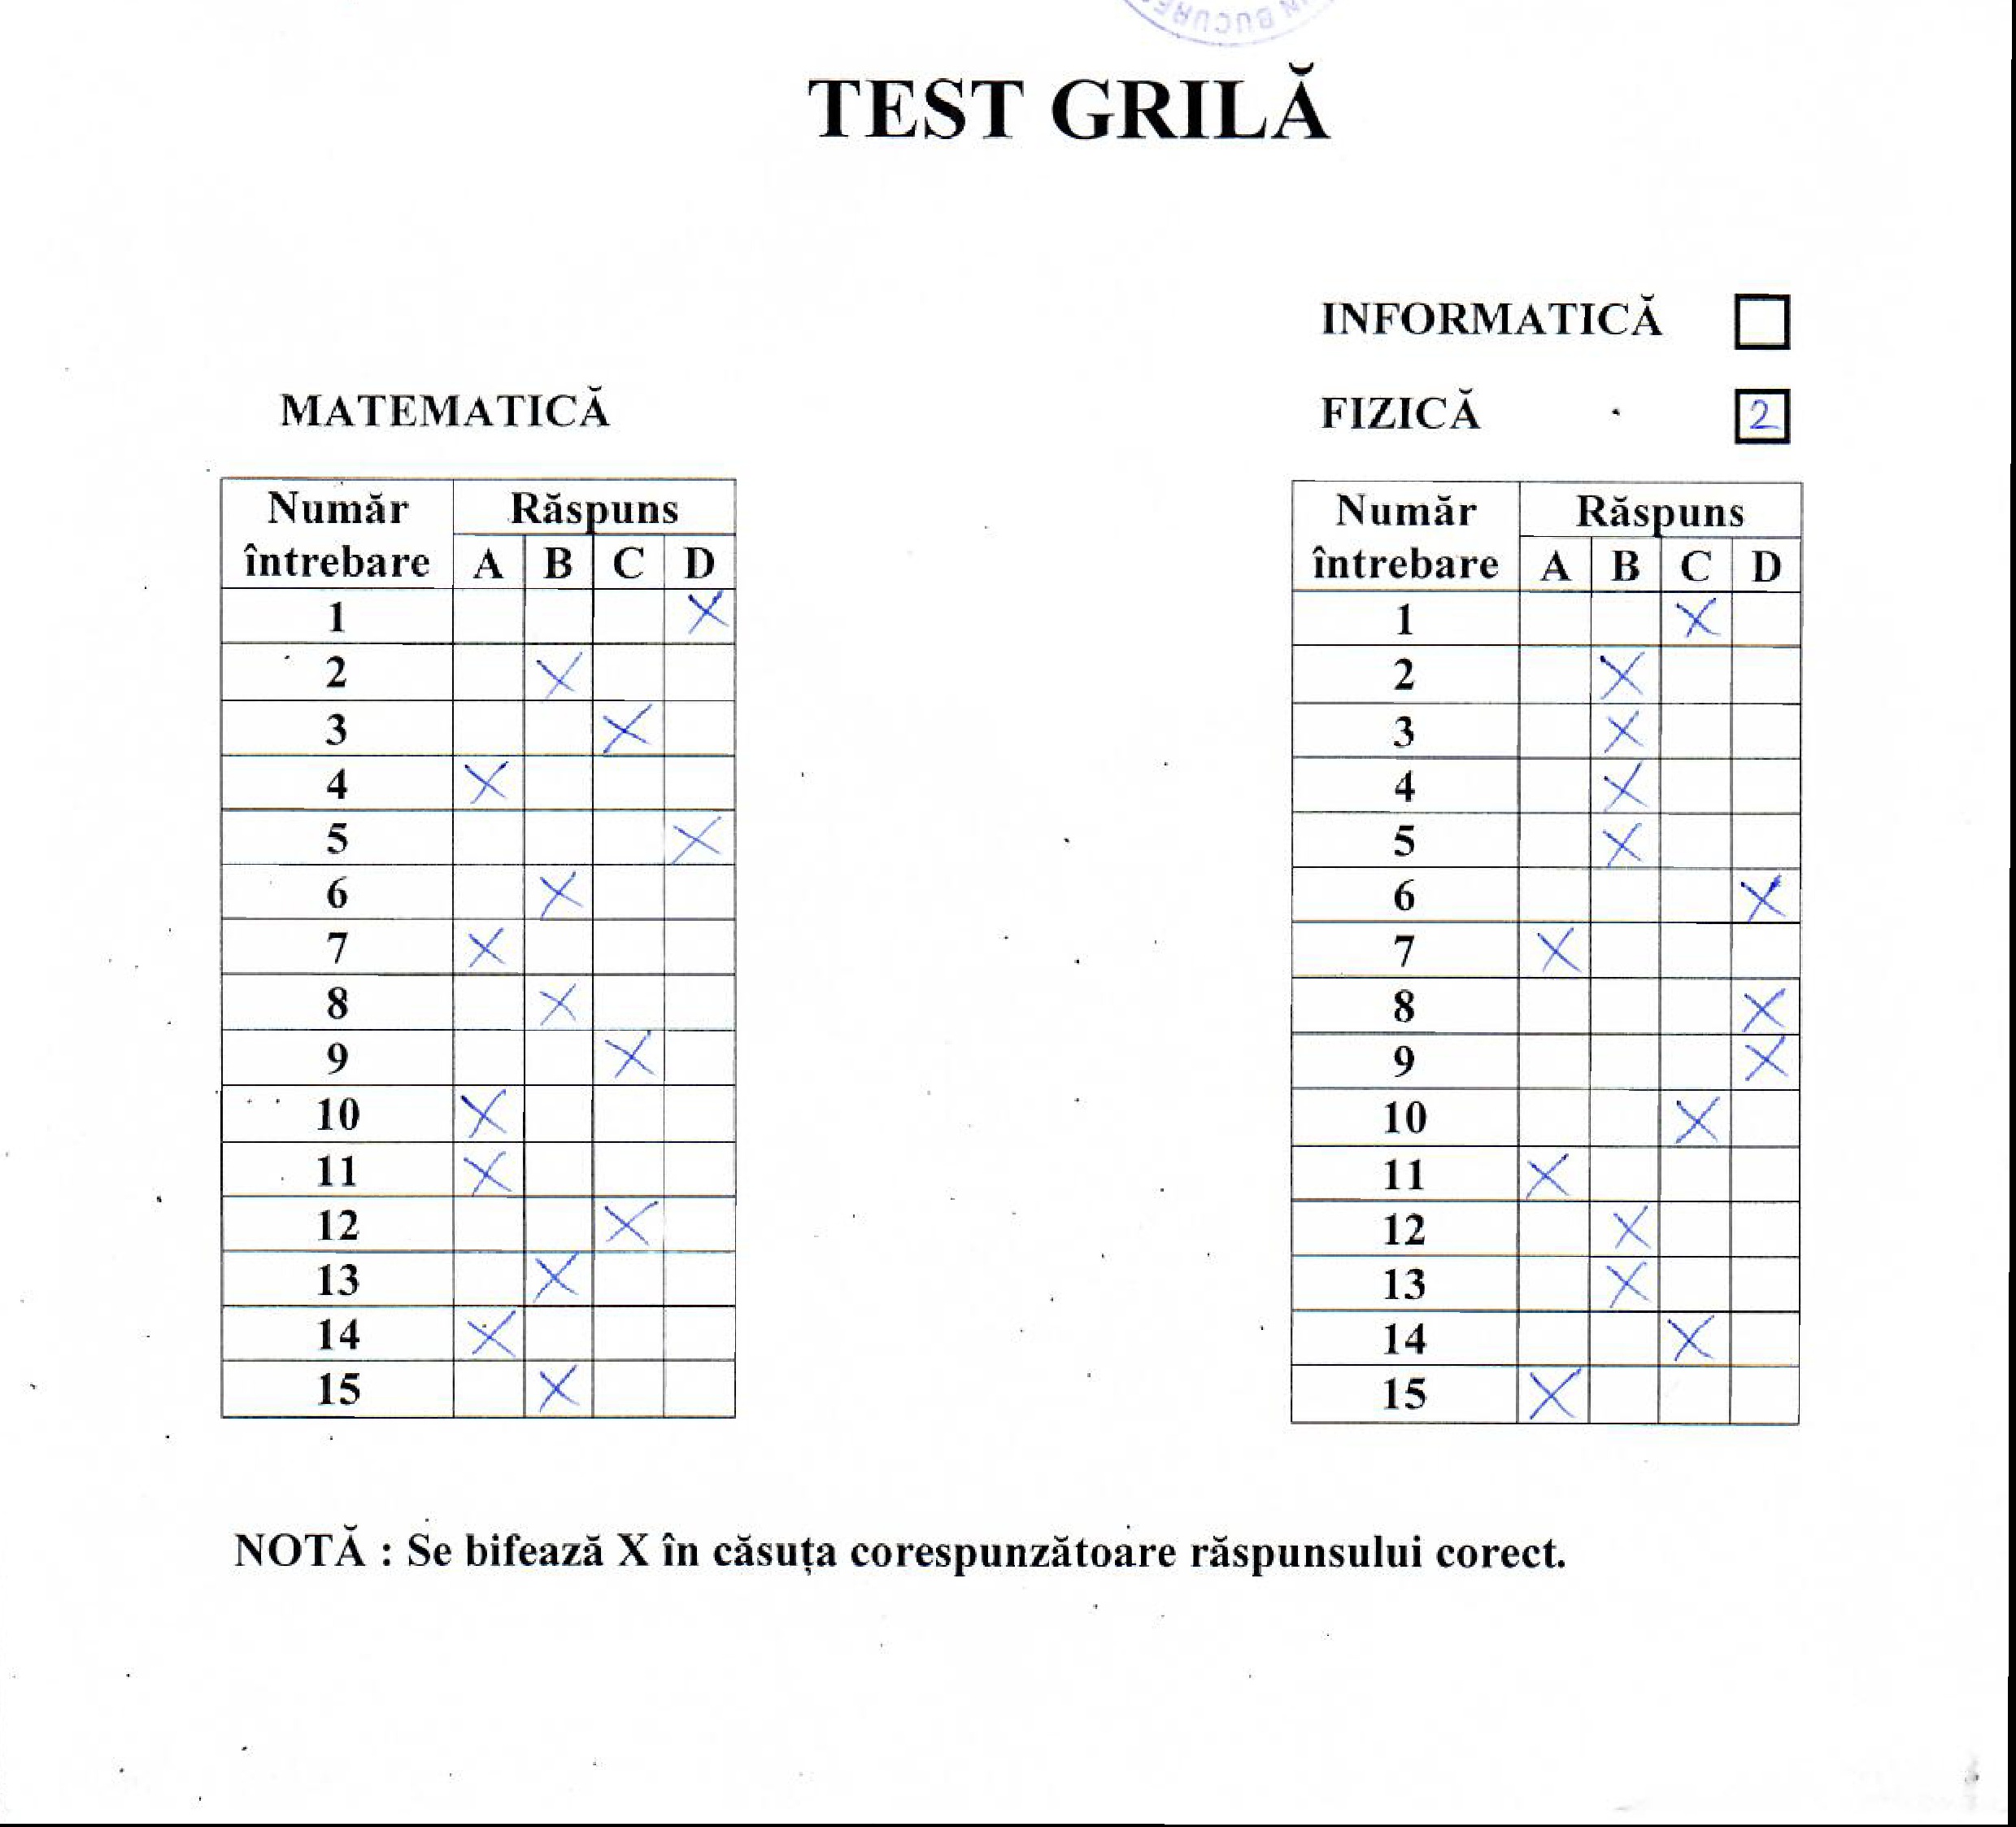 IN BUCURE
TEST GRILĂ
INFORMATICĂ
MATEMATICĂ
FIZICĂ 2
Număr întrebare Răspuns
A B C D
1 X
2 X
3 X
4 X
5 X
6 X
7 X
8 X
9 X
10 X
11 X
12 X
13 X
14 X
15 X
Număr întrebare Răspuns
A B C D
1 X
2 X
3 X
4 X
5 X
6 X
7 X
8 X
9 X
10 X
11 X
12 X
13 X
14 X
15 X
NOTĂ : Se bifează X în căsuța corespunzătoare răspunsului corect.